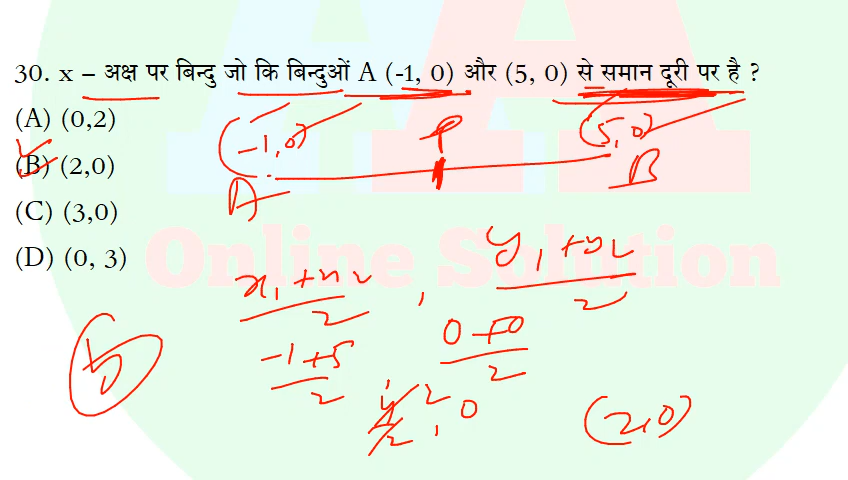 30. x – अक्ष पर बिन्दु जो कि बिन्दुओं A (-1, 0) और (5, 0) से समान दूरी पर है ?
(A) (0,2)
(B) (2,0)
(C) (3,0)
(D) (0, 3)
(-1,0) P (5,0)
A B
x₁+x₂/2 , y₁+y₂/2
-1+5/2 0+0/2
4/2 2 , 0
(2,0)
b
Online Solution